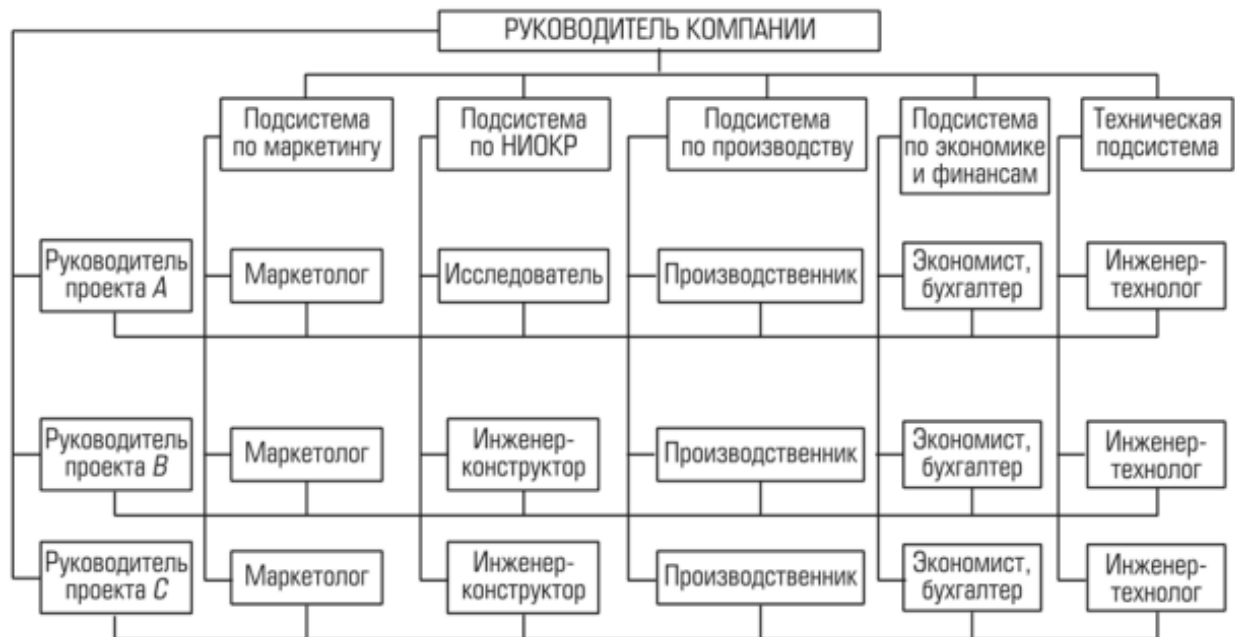 РУКОВОДИТЕЛЬ КОМПАНИИ
Подсистема
по маркетингу
Подсистема
по НИОКР
Подсистема
по производству
Подсистема
по экономике
и финансам
Техническая
подсистема
Руководитель
проекта А
Маркетолог
Исследователь
Производственник
Экономист,
бухгалтер
Инженер-
технолог
Руководитель
проекта В
Маркетолог
Инженер-
конструктор
Производственник
Экономист,
бухгалтер
Инженер-
технолог
Руководитель
проекта С
Маркетолог
Инженер-
конструктор
Производственник
Экономист,
бухгалтер
Инженер-
технолог